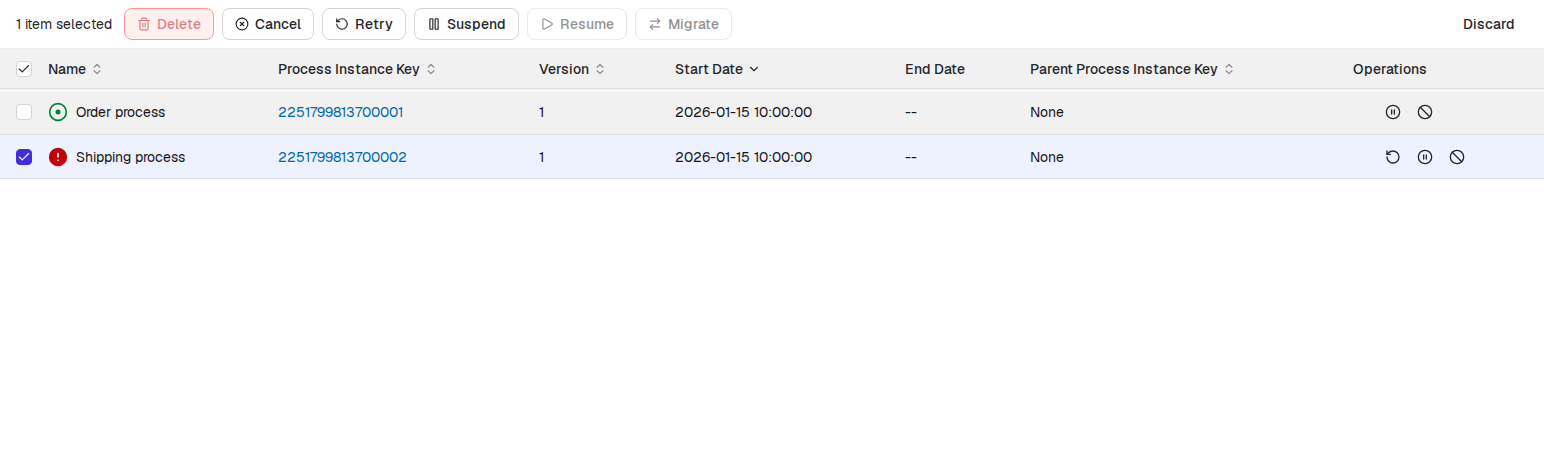 1 item selected Delete Cancel Retry Suspend Resume Migrate Discard
Name Process Instance Key Version Start Date End Date Parent Process Instance Key Operations
Order process 2251799813700001 1 2026-01-15 10:00:00 -- None
Shipping process 2251799813700002 1 2026-01-15 10:00:00 -- None